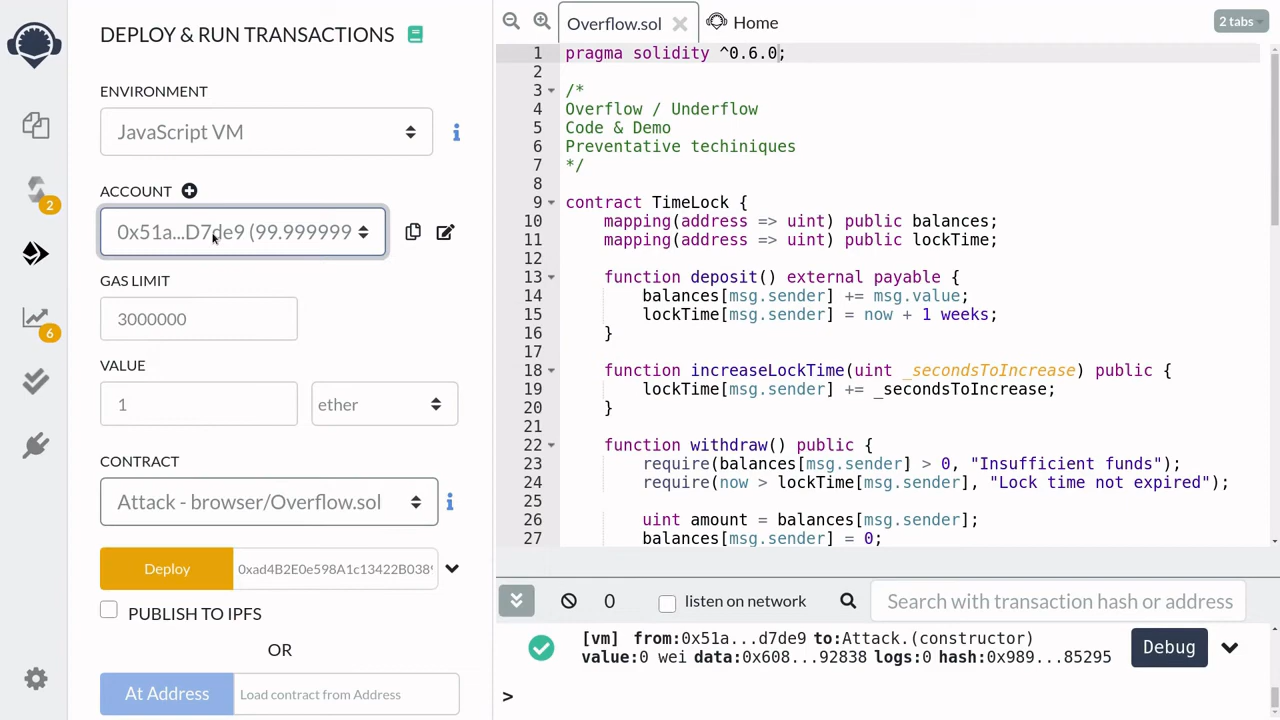 DEPLOY & RUN TRANSACTIONS
ENVIRONMENT
JavaScript VM
ACCOUNT
0x51a...D7de9 (99.999999
GAS LIMIT
3000000
VALUE
1
ether
CONTRACT
Attack - browser/Overflow.sol
Deploy
0xad4B2E0e598A1c13422B038
PUBLISH TO IPFS
OR
At Address
Load contract from Address
2
6
Overflow.sol
Home
2 tabs
1 pragma solidity ^0.6.0;
2
3 /*
4 Overflow / Underflow
5 Code & Demo
6 Preventative techiniques
7 */
8
9 contract TimeLock {
10 mapping(address => uint) public balances;
11 mapping(address => uint) public lockTime;
12
13 function deposit() external payable {
14 balances[msg.sender] += msg.value;
15 lockTime[msg.sender] = now + 1 weeks;
16 }
17
18 function increaseLockTime(uint _secondsToIncrease) public {
19 lockTime[msg.sender] += _secondsToIncrease;
20 }
21
22 function withdraw() public {
23 require(balances[msg.sender] > 0, "Insufficient funds");
24 require(now > lockTime[msg.sender], "Lock time not expired");
25
26 uint amount = balances[msg.sender];
27 balances[msg.sender] = 0;
0
listen on network
Search with transaction hash or address
[vm] from:0x51a...d7de9 to:Attack.(constructor)
value:0 wei data:0x608...92838 logs:0 hash:0x989...85295
Debug
>